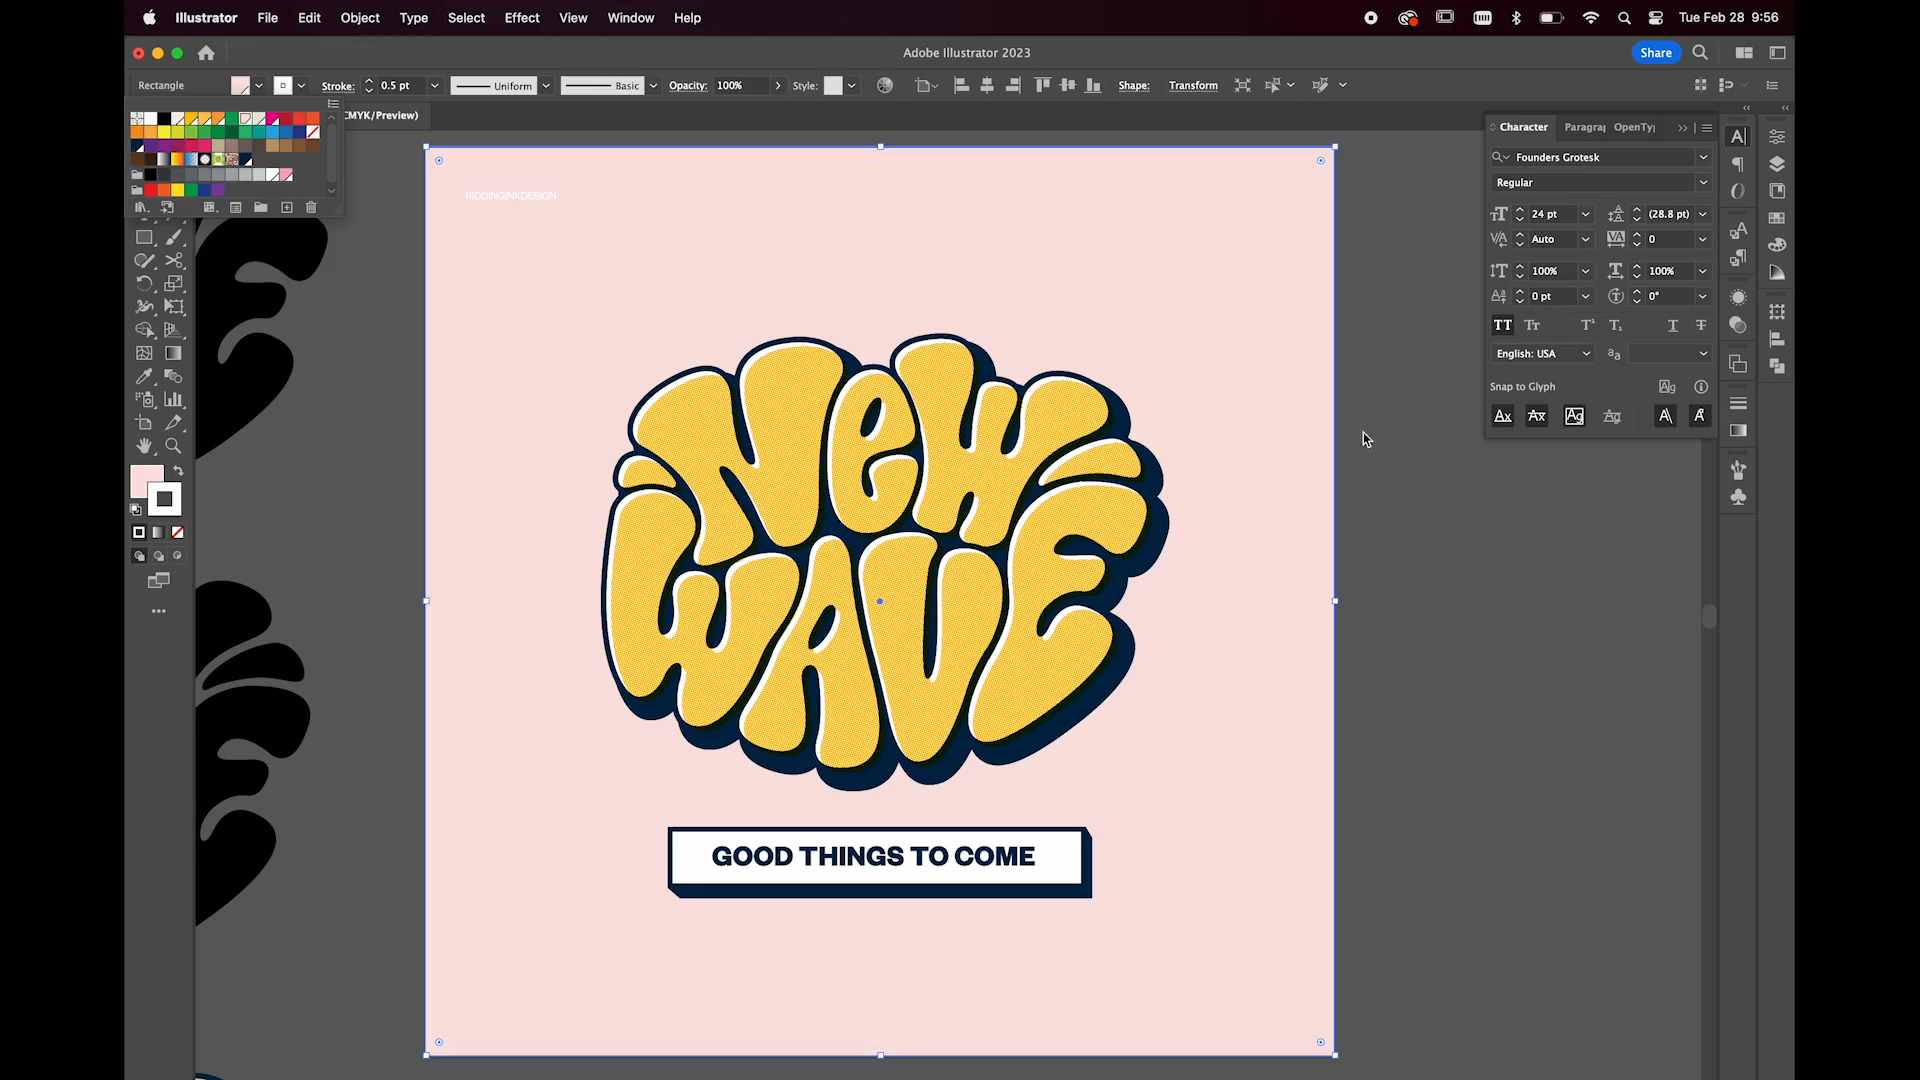 Illustrator File Edit Object Type Select Effect View Window Help
Tue Feb 28 9:56
Adobe Illustrator 2023
Share
Rectangle Stroke: 0.5 pt Uniform Basic Opacity: 100% Style: Shape: Transform
CMYK/Preview)
Character Paragraph OpenTy
Founders Grotesk
Regular
24 pt (28.8 pt)
Auto 0
100% 100%
0 pt 0°
English: USA
Snap to Glyph
RIDDINGINKDESIGN
New
WAVE
GOOD THINGS TO COME